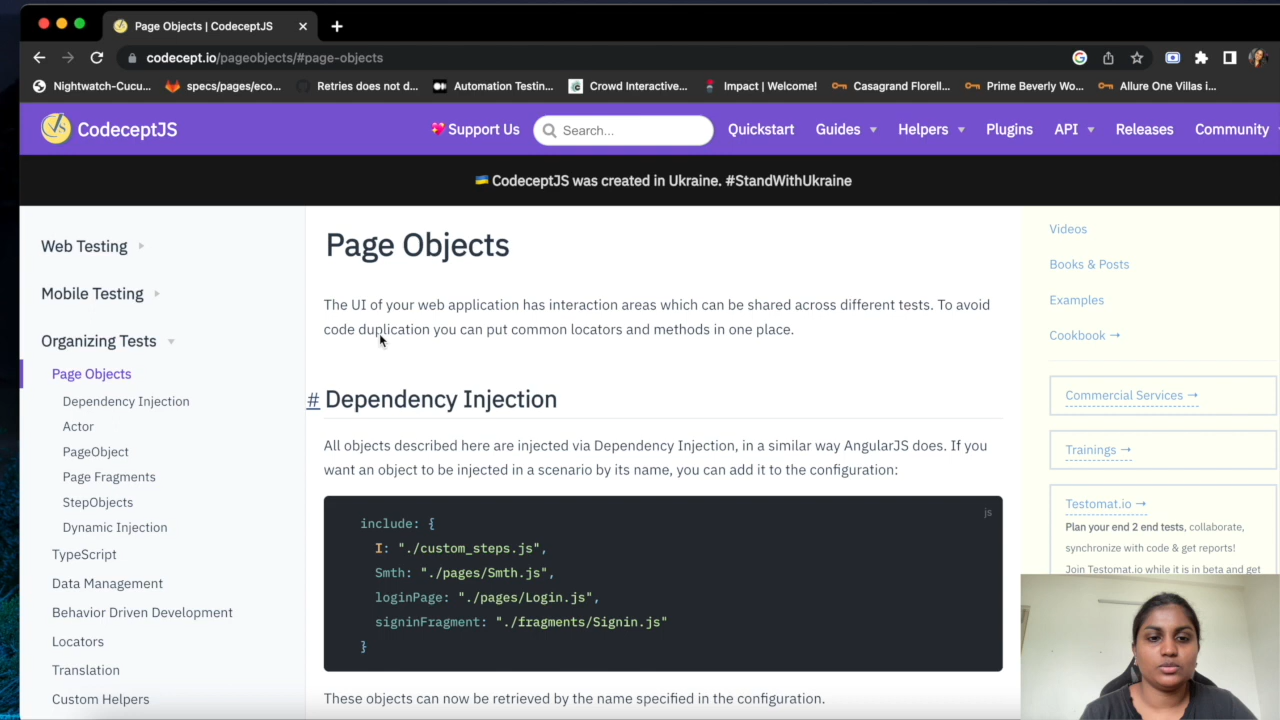 Page Objects | CodeceptJS
codecept.io/pageobjects/#page-objects
Nightwatch-Cucu...
specs/pages/eco...
Retries does not d...
Automation Testin...
Crowd Interactive...
Impact | Welcome!
Casagrand Florell...
Prime Beverly Wo...
Allure One Villas i...
CodeceptJS
Support Us
Search...
Quickstart
Guides
Helpers
Plugins
API
Releases
Community
CodeceptJS was created in Ukraine. #StandWithUkraine
Web Testing
Mobile Testing
Organizing Tests
Page Objects
Dependency Injection
Actor
PageObject
Page Fragments
StepObjects
Dynamic Injection
TypeScript
Data Management
Behavior Driven Development
Locators
Translation
Custom Helpers
Page Objects
The UI of your web application has interaction areas which can be shared across different tests. To avoid
code duplication you can put common locators and methods in one place.
# Dependency Injection
All objects described here are injected via Dependency Injection, in a similar way AngularJS does. If you
want an object to be injected in a scenario by its name, you can add it to the configuration:
js
include: {
I: "./custom_steps.js",
Smth: "./pages/Smth.js",
loginPage: "./pages/Login.js",
signinFragment: "./fragments/Signin.js"
}
These objects can now be retrieved by the name specified in the configuration.
Videos
Books & Posts
Examples
Cookbook →
Commercial Services →
Trainings →
Testomat.io →
Plan your end 2 end tests, collaborate,
synchronize with code & get reports!
Join Testomat.io while it is in beta and get